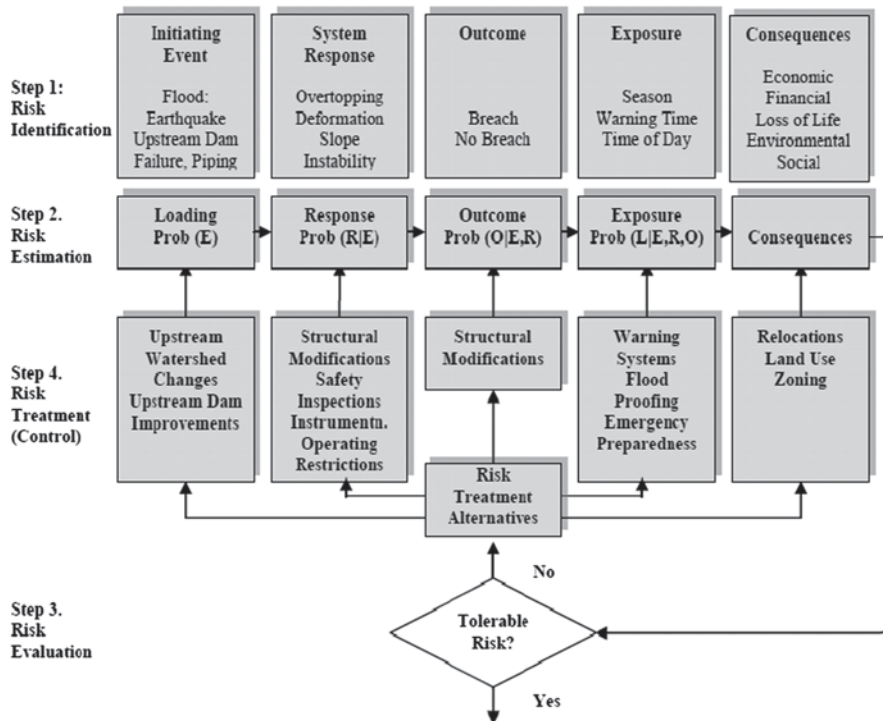 Step 1:
Risk
Identification
Initiating
Event
Flood:
Earthquake
Upstream Dam
Failure, Piping
System
Response
Overtopping
Deformation
Slope
Instability
Outcome
Breach
No Breach
Exposure
Season
Warning Time
Time of Day
Consequences
Economic
Financial
Loss of Life
Environmental
Social
Step 2.
Risk
Estimation
Loading
Prob (E)
Response
Prob (R|E)
Outcome
Prob (O|E,R)
Exposure
Prob (L|E,R,O)
Consequences
Step 4.
Risk
Treatment
(Control)
Upstream
Watershed
Changes
Upstream Dam
Improvements
Structural
Modifications
Safety
Inspections
Instrumentn.
Operating
Restrictions
Structural
Modifications
Warning
Systems
Flood
Proofing
Emergency
Preparedness
Relocations
Land Use
Zoning
Risk
Treatment
Alternatives
No
Step 3.
Risk
Evaluation
Tolerable
Risk?
Yes